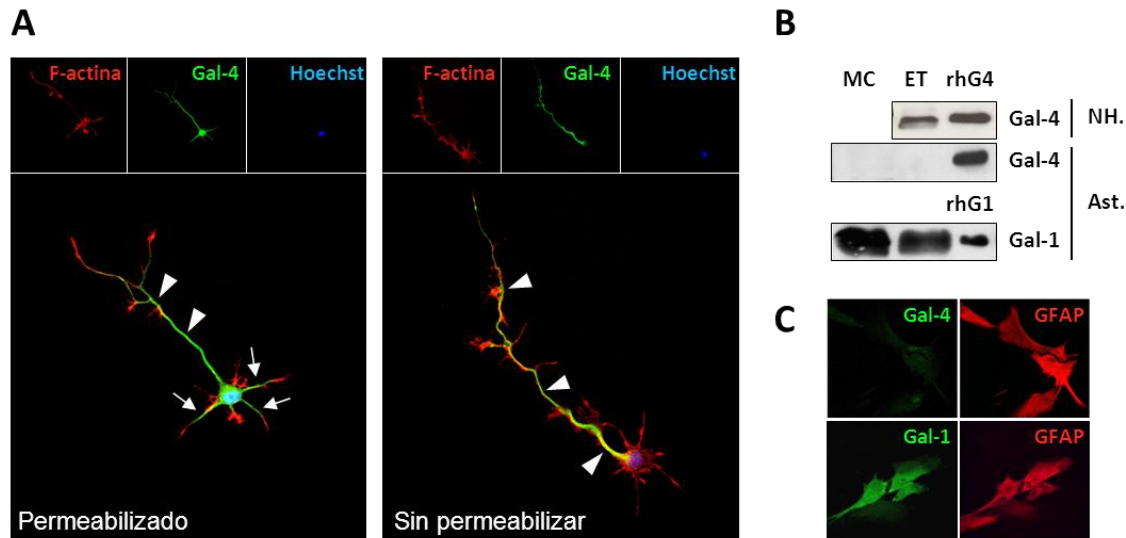 A
F-actina
Gal-4
Hoechst
F-actina
Gal-4
Hoechst
Permeabilizado
Sin permeabilizar
B
MC ET rhG4
Gal-4
NH.
Gal-4
rhG1
Ast.
Gal-1
C
Gal-4
GFAP
Gal-1
GFAP